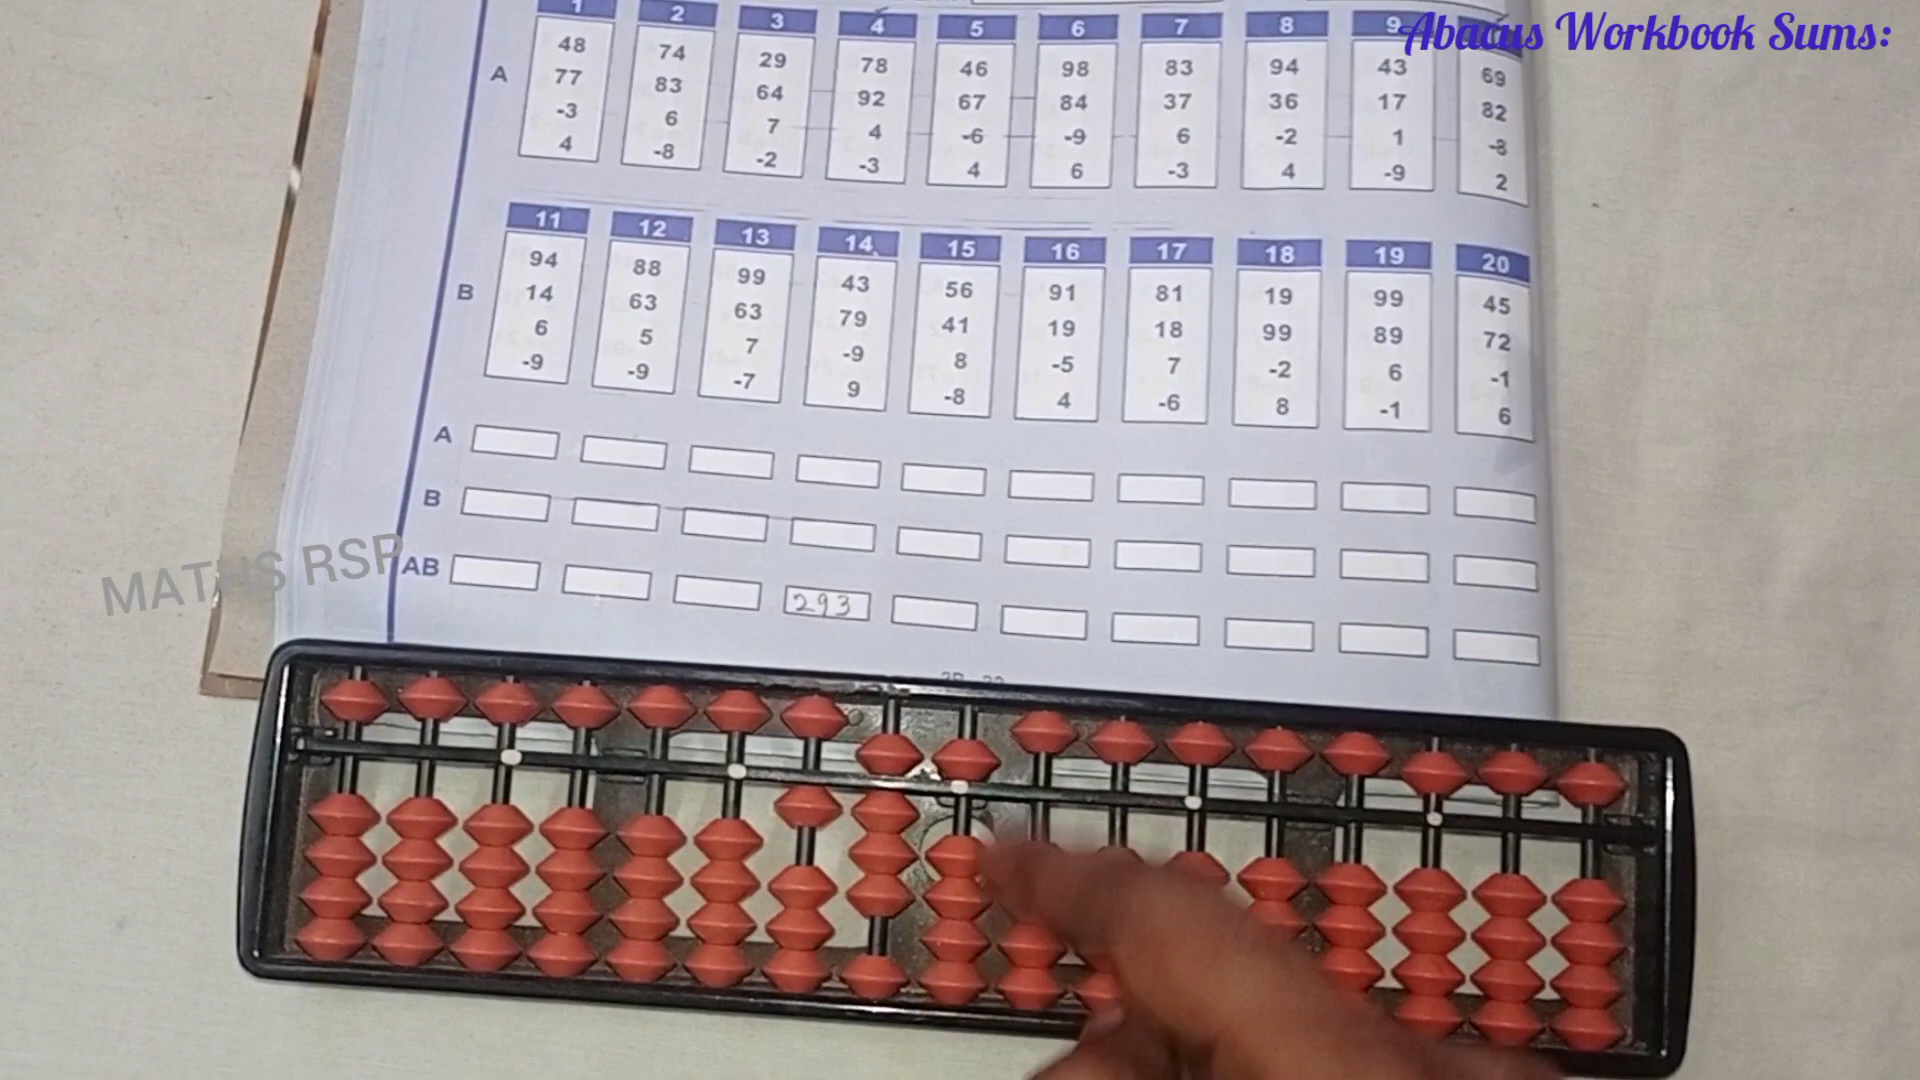 Abacus Workbook Sums:
1 2 3 4 5 6 7 8 9
A
48 74 29 78 46 98 83 94 43 69
77 83 64 92 67 84 37 36 17 82
-3 6 7 4 -6 -9 6 -2 1 -8
4 -8 -2 -3 4 6 -3 4 -9 2
11 12 13 14 15 16 17 18 19 20
B
94 88 99 43 56 91 81 19 99 45
14 63 63 79 41 19 18 99 89 72
6 5 7 -9 8 -5 7 -2 6 -1
-9 -9 -7 9 -8 4 -6 8 -1 6
A
B
AB 293
MATHS RSP